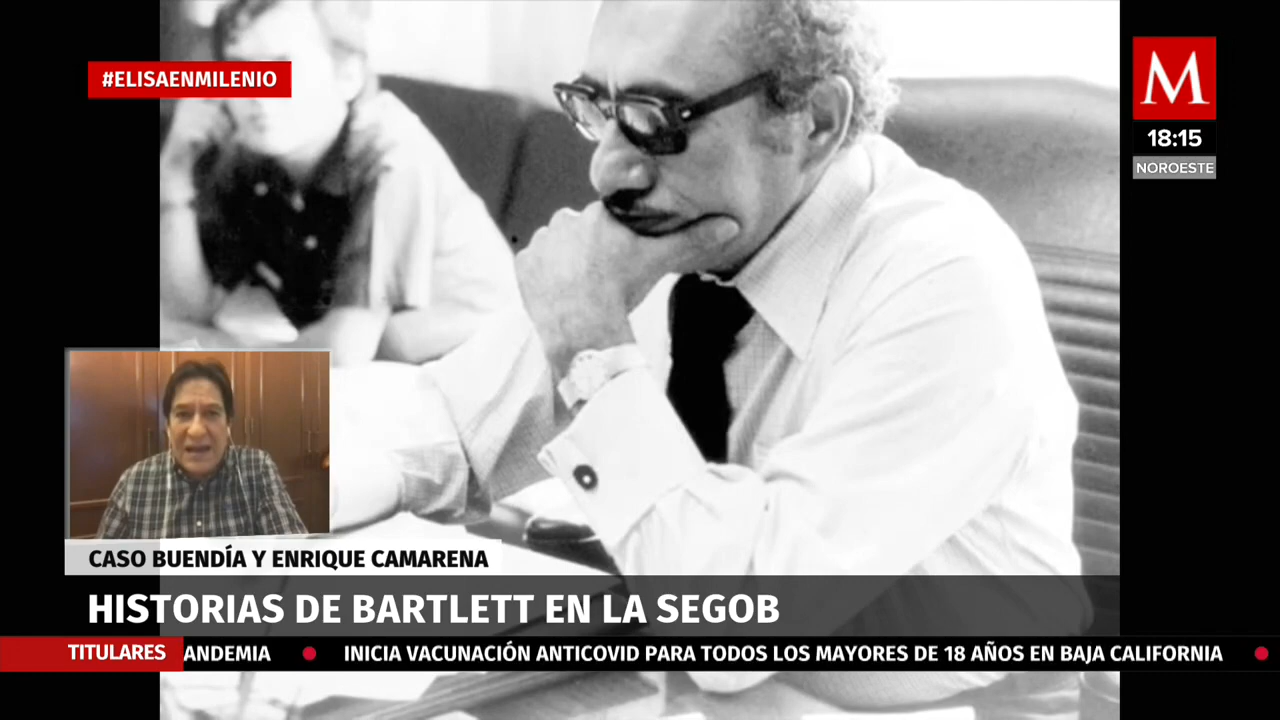 #ELISAENMILENIO
M
18:15
NOROESTE
CASO BUENDÍA Y ENRIQUE CAMARENA
HISTORIAS DE BARTLETT EN LA SEGOB
TITULARES
ANDEMIA
INICIA VACUNACIÓN ANTICOVID PARA TODOS LOS MAYORES DE 18 AÑOS EN BAJA CALIFORNIA